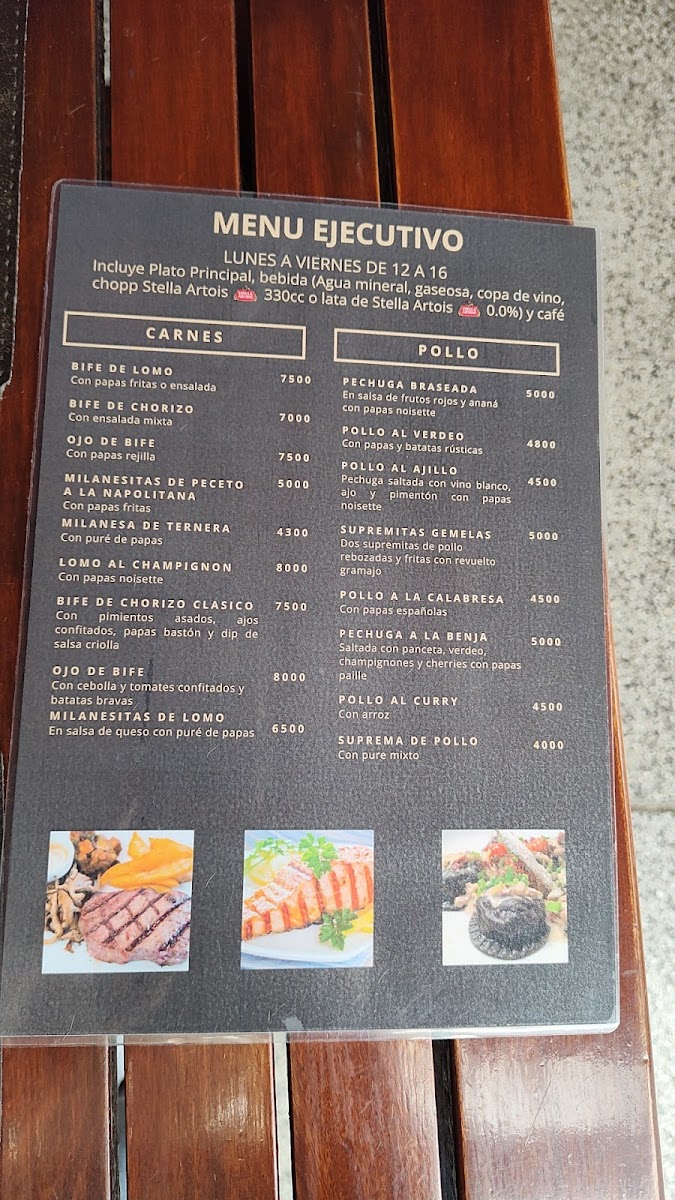 MENU EJECUTIVO
LUNES A VIERNES DE 12 A 16
Incluye Plato Principal, bebida (Agua mineral, gaseosa, copa de vino,
chopp Stella Artois 330cc o lata de Stella Artois 0.0%) y café
CARNES
BIFE DE LOMO 7500
Con papas fritas o ensalada
BIFE DE CHORIZO 7000
Con ensalada mixta
OJO DE BIFE 7500
Con papas rejilla
MILANESITAS DE PECETO 5000
A LA NAPOLITANA
Con papas fritas
MILANESA DE TERNERA 4300
Con puré de papas
LOMO AL CHAMPIGNON 8000
Con papas noisette
BIFE DE CHORIZO CLASICO 7500
Con pimientos asados, ajos
confitados, papas bastón y dip de
salsa criolla
OJO DE BIFE 8000
Con cebolla y tomates confitados y
batatas bravas
MILANESITAS DE LOMO 6500
En salsa de queso con puré de papas
POLLO
PECHUGA BRASEADA 5000
En salsa de frutos rojos y ananá
con papas noisette
POLLO AL VERDEO 4800
Con papas y batatas rústicas
POLLO AL AJILLO 4500
Pechuga saltada con vino blanco,
ajo y pimentón con papas
noisette
SUPREMITAS GEMELAS 5000
Dos supremitas de pollo
rebozadas y fritas con revuelto
gramajo
POLLO A LA CALABRESA 4500
Con papas españolas
PECHUGA A LA BENJA 5000
Saltada con panceta, verdeo,
champignones y cherries con papas
paille
POLLO AL CURRY 4500
Con arroz
SUPREMA DE POLLO 4000
Con pure mixto